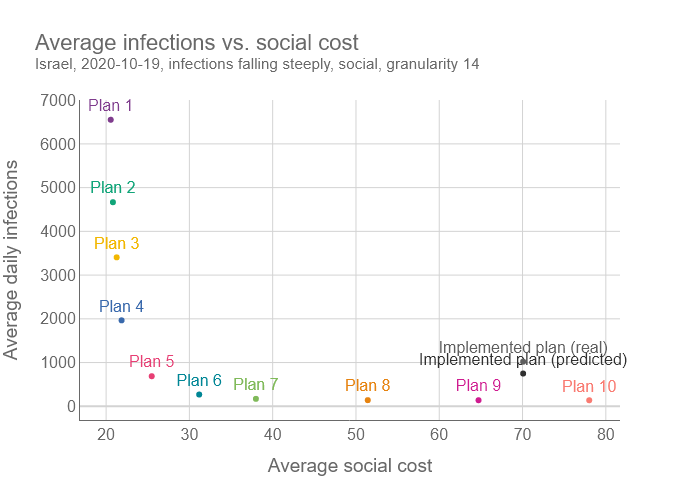 Average infections vs. social cost
Israel, 2020-10-19, infections falling steeply, social, granularity 14
7000
Plan 1
6000
5000
Plan 2
4000
Plan 3
3000
2000
Plan 4
1000
Implemented plan (real)
Implemented plan (predicted)
Plan 5
Plan 6
Plan 7
Plan 8
Plan 9
Plan 10
0
20
30
40
50
60
70
80
Average social cost
Average daily infections